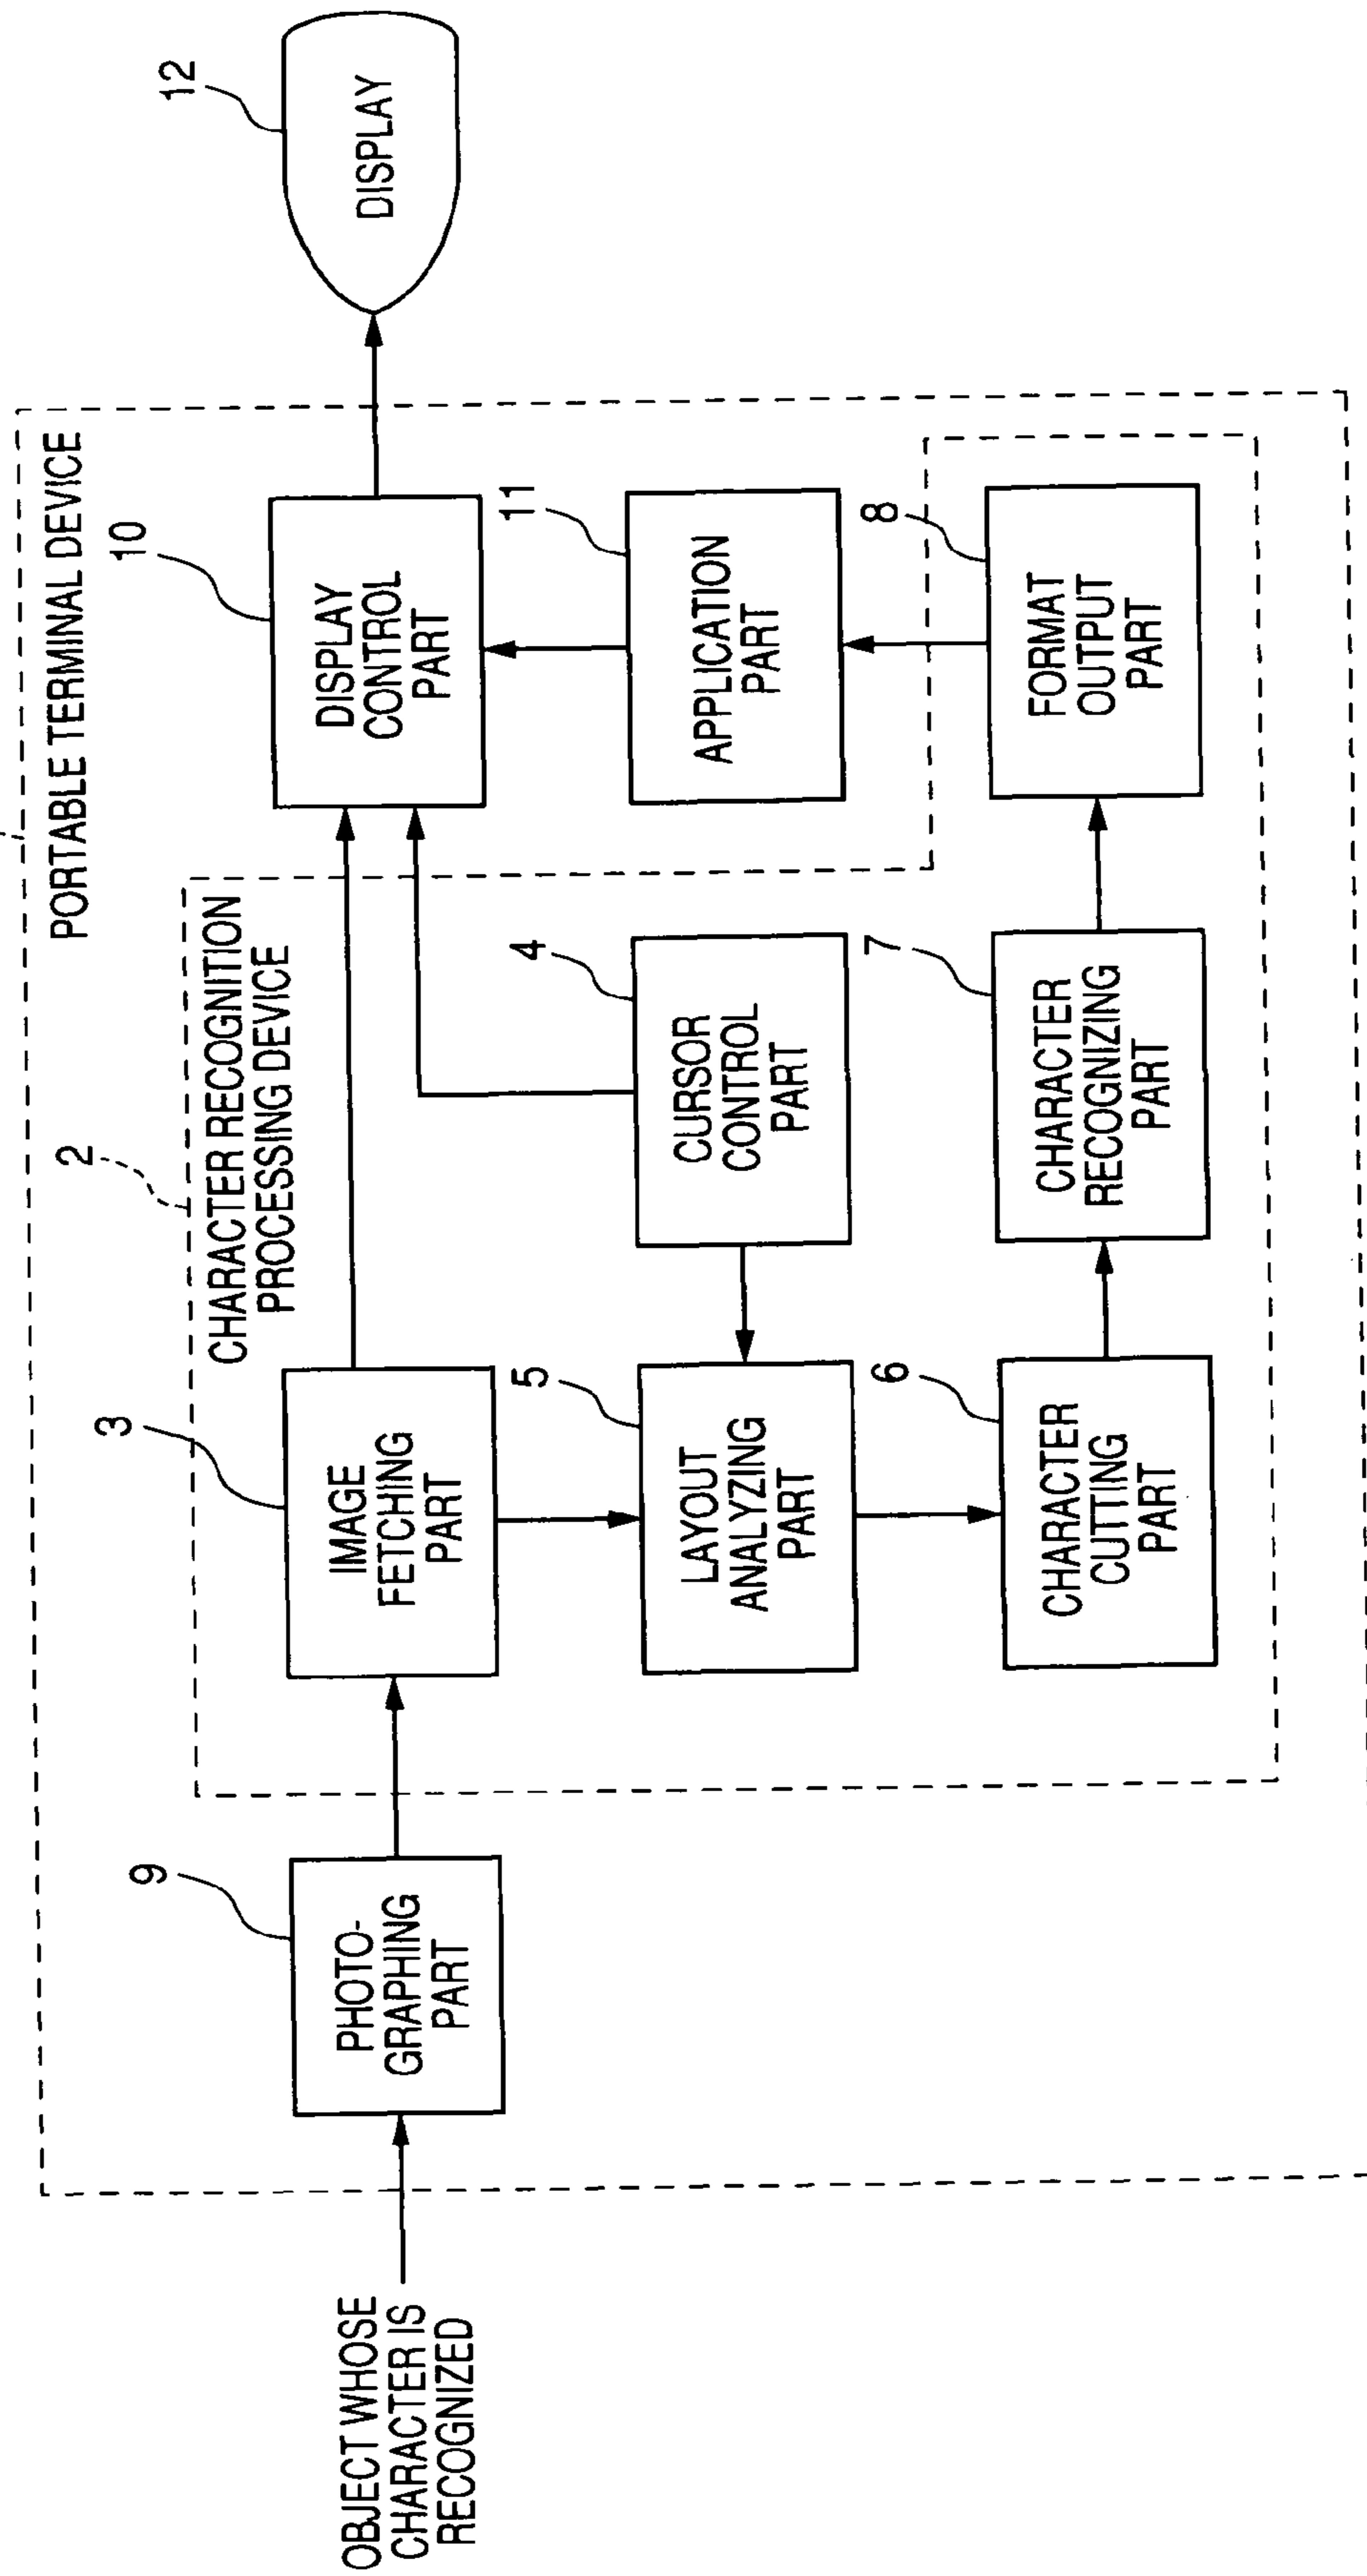 PORTABLE TERMINAL DEVICE
2
CHARACTER RECOGNITION
PROCESSING DEVICE
OBJECT WHOSE
CHARACTER IS
RECOGNIZED
9
PHOTO-
GRAPHING
PART
3
IMAGE
FETCHING
PART
10
DISPLAY
CONTROL
PART
12
DISPLAY
5
LAYOUT
ANALYZING
PART
4
CURSOR
CONTROL
PART
11
APPLICATION
PART
6
CHARACTER
CUTTING
PART
7
CHARACTER
RECOGNIZING
PART
8
FORMAT
OUTPUT
PART